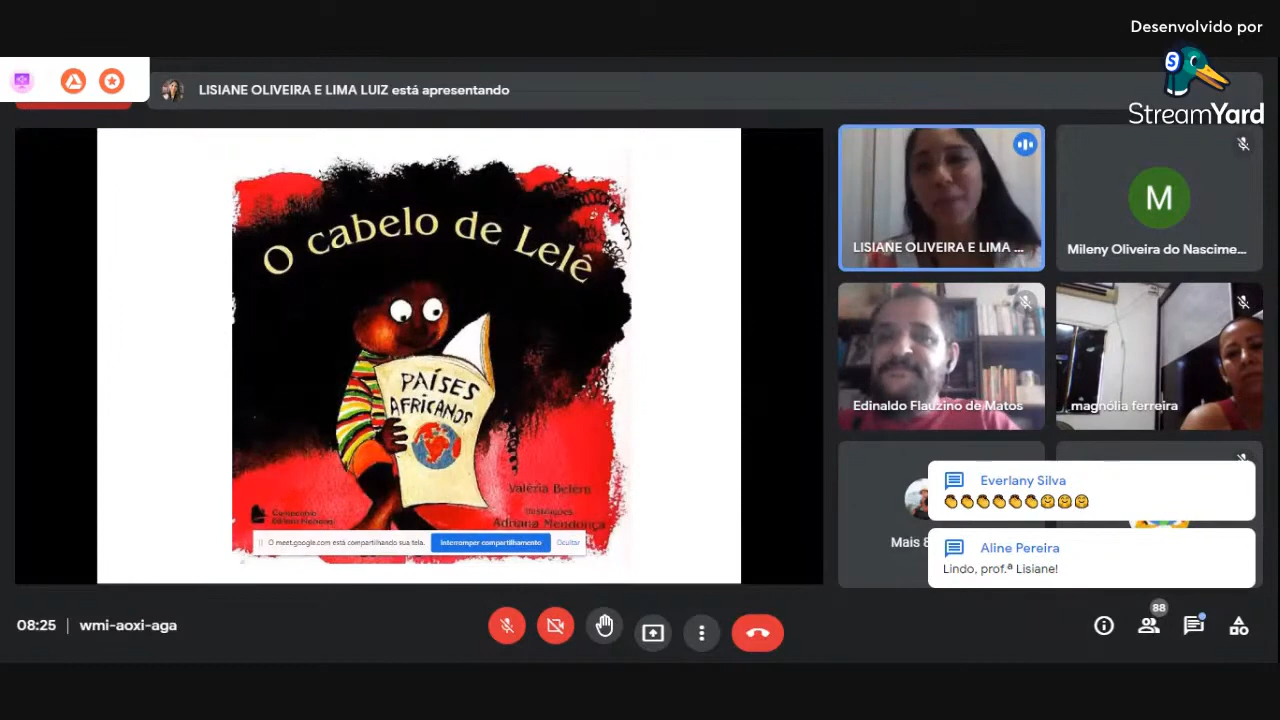 Desenvolvido por
StreamYard
LISIANE OLIVEIRA E LIMA LUIZ está apresentando
O cabelo de Lelê
PAÍSES
AFRICANOS
Valéria Belém
Ilustrações
Adriana Mendonça
O meet.google.com está compartilhando sua tela.
Interromper compartilhamento
Ocultar
LISIANE OLIVEIRA E LIMA ...
M
Mileny Oliveira do Nascime...
Edinaldo Flauzino de Matos
magnólia ferreira
Mais 8
Everlany Silva
👏👏👏👏👏👏🤗🤗🤗
Aline Pereira
Lindo, prof.ª Lisiane!
08:25 | wmi-aoxi-aga
88